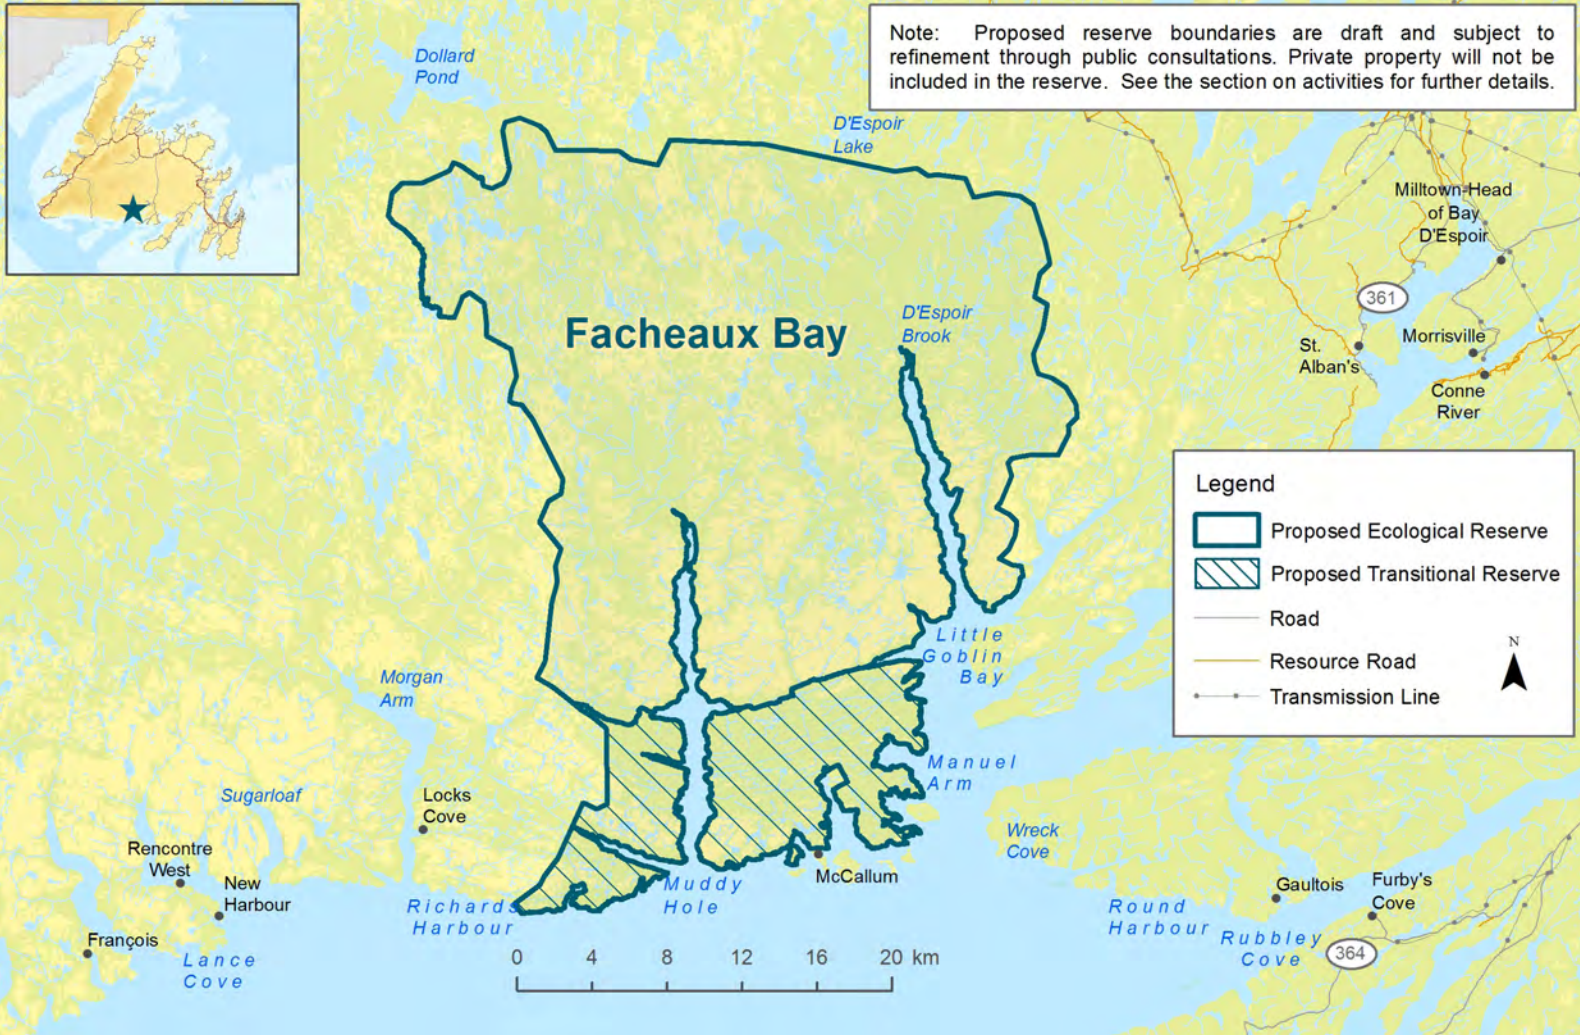 Note: Proposed reserve boundaries are draft and subject to
refinement through public consultations. Private property will not be
included in the reserve. See the section on activities for further details.
Dollard
Pond
D'Espoir
Lake
Milltown-Head
of Bay
D'Espoir
361
Facheaux Bay
D'Espoir
Brook
St.
Alban's
Morrisville
Conne
River
Legend
Proposed Ecological Reserve
Proposed Transitional Reserve
Road
Resource Road
Transmission Line
N
Little
Goblin
Bay
Morgan
Arm
Manuel
Arm
Sugarloaf
Locks
Cove
Wreck
Cove
Rencontre
West
New
Harbour
McCallum
Muddy
Hole
Richards
Harbour
Round
Harbour
Gaultois
Furby's
Cove
Rubbley
Cove
364
François
Lance
Cove
0 4 8 12 16 20 km